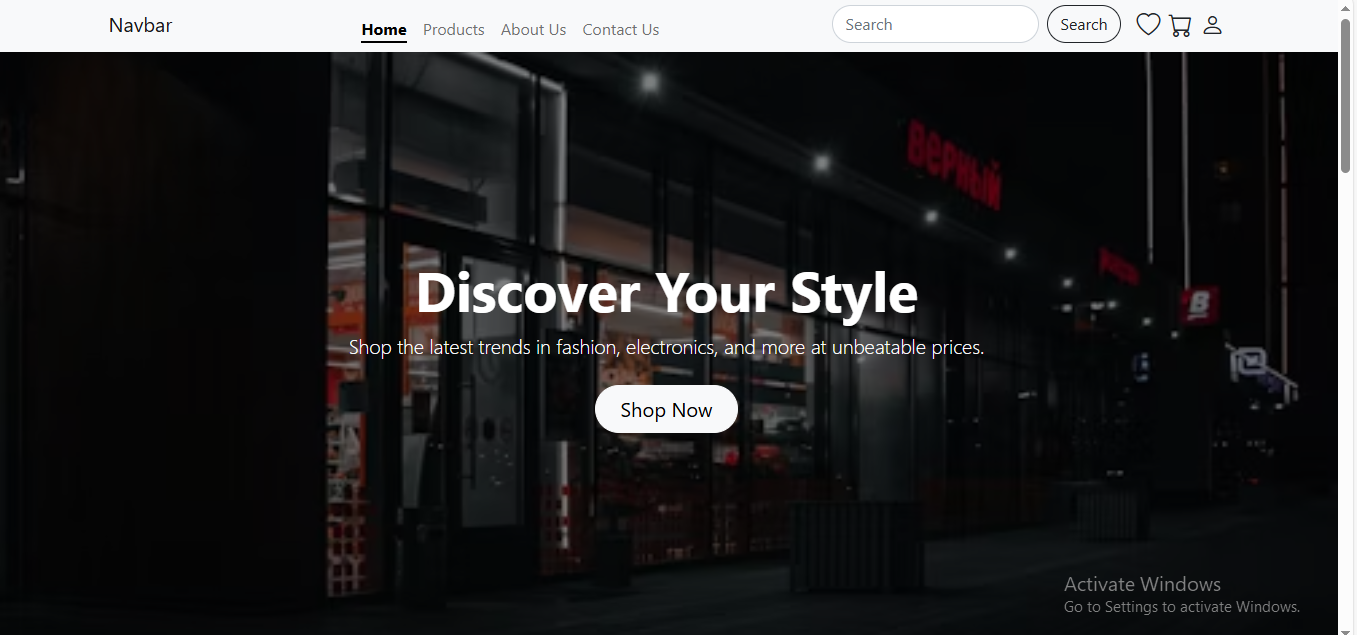 Navbar
Home Products About Us Contact Us
Search
Search
ВЕРНЫЙ
Discover Your Style
Shop the latest trends in fashion, electronics, and more at unbeatable prices.
Shop Now
Activate Windows
Go to Settings to activate Windows.